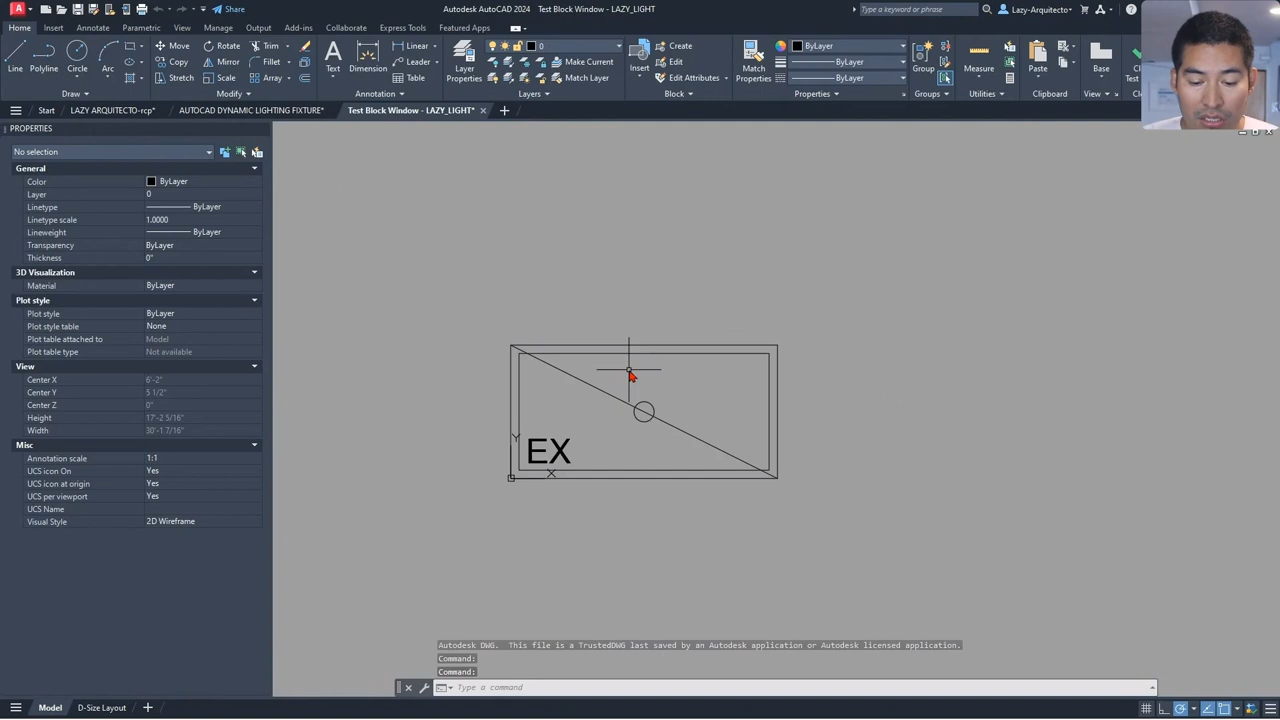 Share
Autodesk AutoCAD 2024 Test Block Window - LAZY_LIGHT
Type a keyword or phrase
Lazy-Arquitecto
Home Insert Annotate Parametric View Manage Output Add-ins Collaborate Express Tools Featured Apps
Line Polyline Circle Arc
Move Rotate Trim
Copy Mirror Fillet
Stretch Scale Array
Text Dimension
Linear
Leader
Table
Layer Properties
0
Make Current
Match Layer
Insert
Create
Edit
Edit Attributes
Match Properties
ByLayer
ByLayer
ByLayer
Group
Measure
Paste
Base
Draw Modify Annotation Layers Block Properties Groups Utilities Clipboard View
Start LAZY ARQUITECTO-rcp* AUTOCAD DYNAMIC LIGHTING FIXTURE* Test Block Window - LAZY_LIGHT*
PROPERTIES
No selection
General
Color ByLayer
Layer 0
Linetype ByLayer
Linetype scale 1.0000
Lineweight ByLayer
Transparency ByLayer
Thickness 0"
3D Visualization
Material ByLayer
Plot style
Plot style ByLayer
Plot style table None
Plot table attached to Model
Plot table type Not available
View
Center X 6'-2"
Center Y 5 1/2"
Center Z 0"
Height 17'-2 5/16"
Width 30'-1 7/16"
Misc
Annotation scale 1:1
UCS icon On Yes
UCS icon at origin Yes
UCS per viewport Yes
UCS Name
Visual Style 2D Wireframe
Y
EX
X
Autodesk DWG. This file is a TrustedDWG last saved by an Autodesk application or Autodesk licensed application.
Command:
Command:
Type a command
Model D-Size Layout